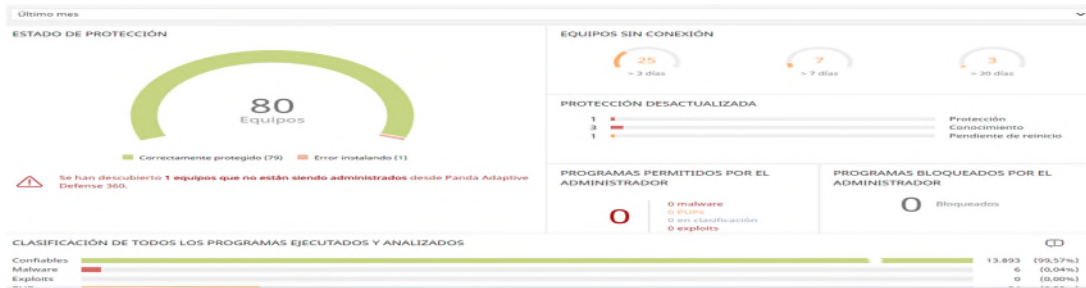 Último mes
ESTADO DE PROTECCIÓN
80
Equipos
Correctamente protegido (79) Error instalando (1)
Se han descubierto 1 equipos que no están siendo administrados desde Panda Adaptive
Defense 360.
EQUIPOS SIN CONEXIÓN
25 7 3
> 3 días > 7 días > 30 días
PROTECCIÓN DESACTUALIZADA
1 Protección
3 Conocimiento
1 Pendiente de reinicio
PROGRAMAS PERMITIDOS POR EL
ADMINISTRADOR
0
0 malware
0 PUPs
0 en clasificación
0 exploits
PROGRAMAS BLOQUEADOS POR EL
ADMINISTRADOR
0 Bloqueados
CLASIFICACIÓN DE TODOS LOS PROGRAMAS EJECUTADOS Y ANALIZADOS
Confiables 13.893 (99,57%)
Malware 6 (0,04%)
Exploits 0 (0,00%)